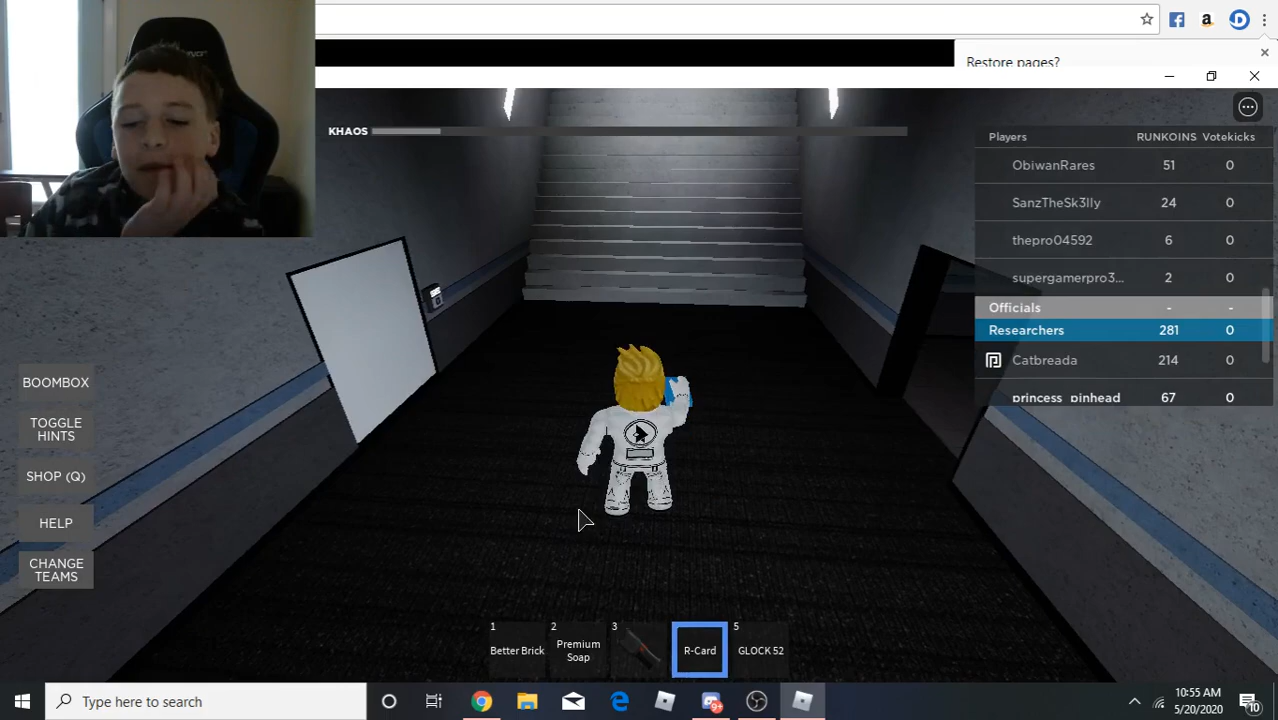 Restore pages?
KHAOS
Players RUNKOINS Votekicks
ObiwanRares 51 0
SanzTheSk3lly 24 0
thepro04592 6 0
supergamerpro3... 2 0
Officials - -
Researchers 281 0
Catbreada 214 0
princess_pinhead 67 0
BOOMBOX
TOGGLE
HINTS
SHOP (Q)
HELP
CHANGE
TEAMS
1 2 3 5
Better Brick Premium
Soap R-Card GLOCK 52
Type here to search
9+
10:55 AM
5/20/2020
10